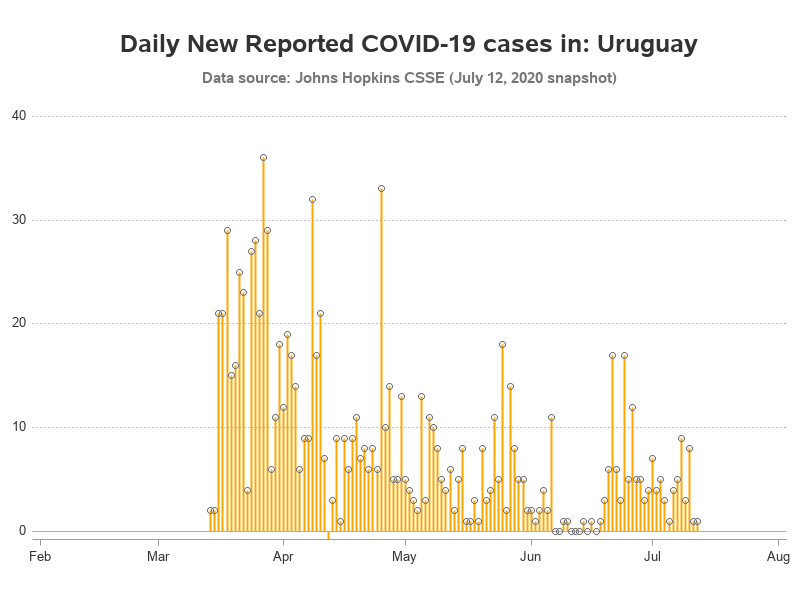 Daily New Reported COVID-19 cases in: Uruguay
Data source: Johns Hopkins CSSE (July 12, 2020 snapshot)
40
30
20
10
0
Feb Mar Apr May Jun Jul Aug